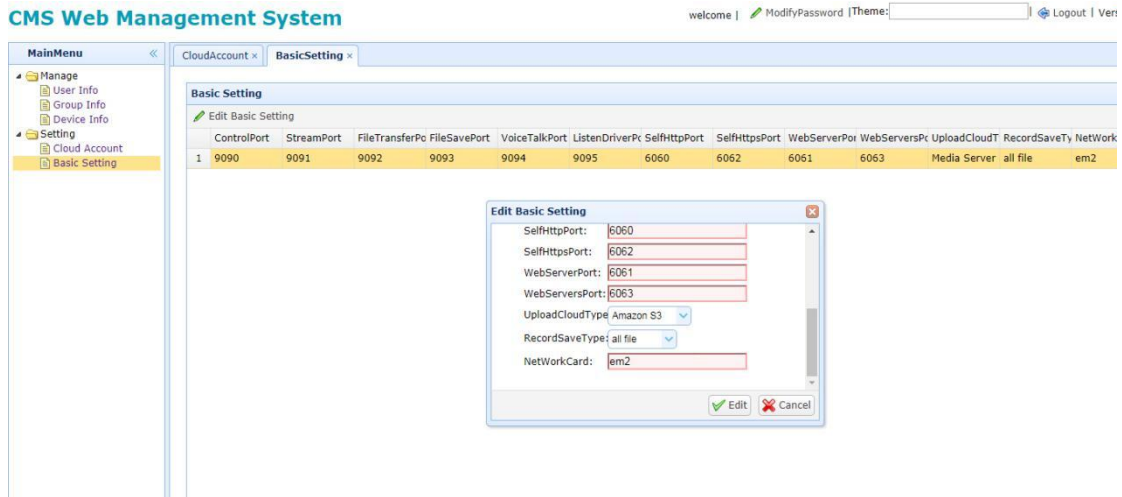 CMS Web Management System
welcome | ModifyPassword |Theme: | Logout | Vers
MainMenu
CloudAccount × BasicSetting ×
Manage
User Info
Group Info
Device Info
Setting
Cloud Account
Basic Setting
Basic Setting
Edit Basic Setting
ControlPort StreamPort FileTransferPo FileSavePort VoiceTalkPort ListenDriverPo SelfHttpPort SelfHttpsPort WebServerPor WebServersPo UploadCloudT RecordSaveTy NetWork
1 9090 9091 9092 9093 9094 9095 6060 6062 6061 6063 Media Server all file em2
Edit Basic Setting
SelfHttpPort: 6060
SelfHttpsPort: 6062
WebServerPort: 6061
WebServersPort: 6063
UploadCloudType Amazon S3
RecordSaveType: all file
NetWorkCard: em2
Edit Cancel